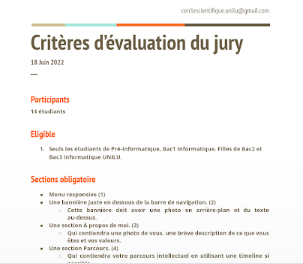 cerclescientifique.unilu@gmail.com
Critères d'évaluation du jury
18 Juin 2022
Participants
14 étudiants
Eligible
1. Seuls les étudiants de Pré-Informatique, Bac1 Informatique, Filles de Bac2 et
Bac3 Informatique UNILU.
Sections obligatoire
● Menu responsive (1)
● Une bannière juste en dessous de la barre de navigation. (2)
○ Cette bannière doit avoir une photo en arrière-plan et du texte
au-dessus.
● Une section À propos de moi. (3)
○ Qui contiendra une photo de vous, une brève description de ce que vous
êtes et vos valeurs.
● Une section Parcours. (4)
○ Qui contiendra votre parcours intellectuel en utilisant une timeline si
possible